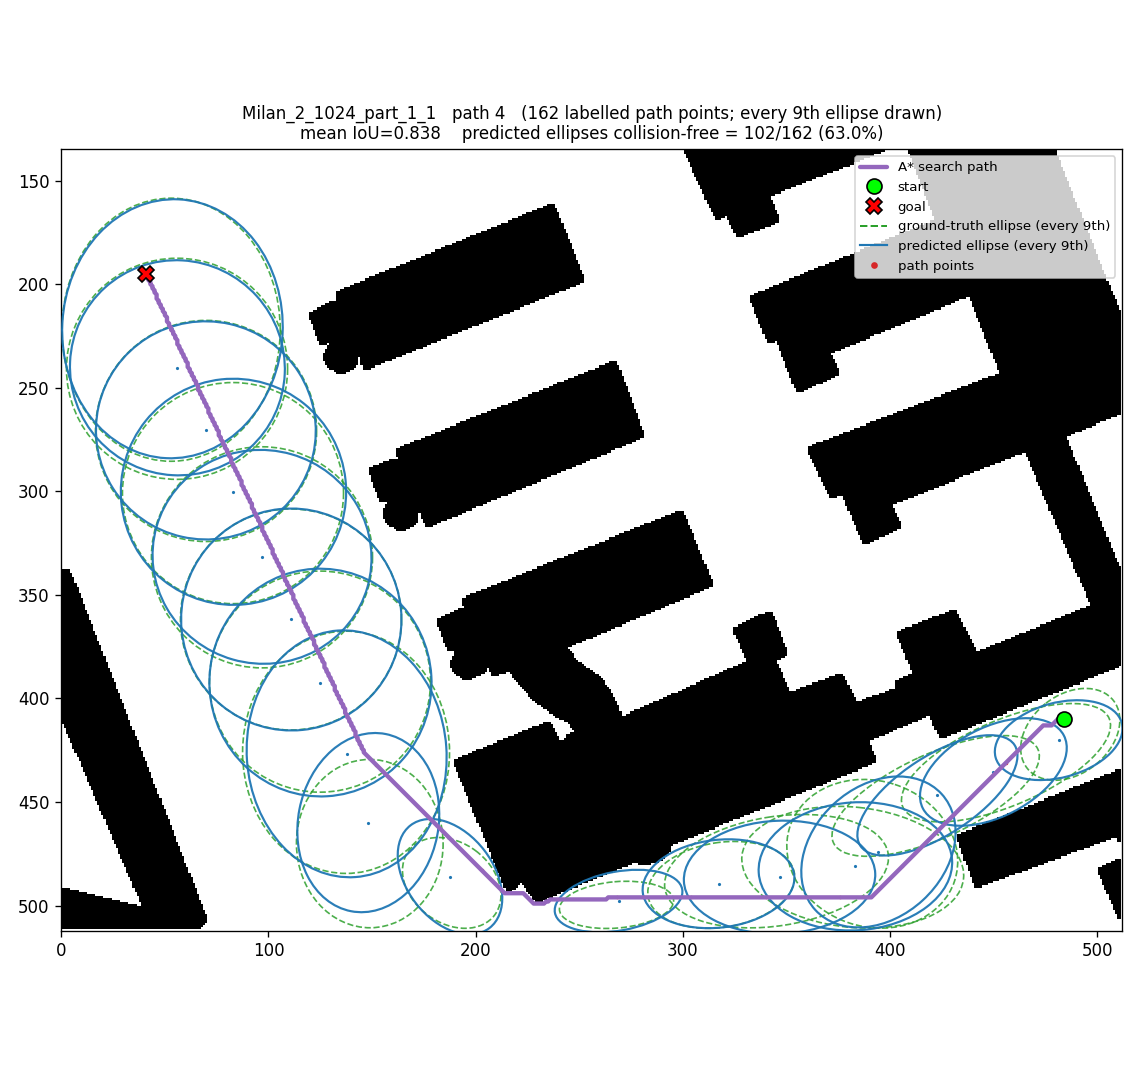 Milan_2_1024_part_1_1   path 4   (162 labelled path points; every 9th ellipse drawn)
mean IoU=0.838    predicted ellipses collision-free = 102/162 (63.0%)
A* search path
start
goal
ground-truth ellipse (every 9th)
predicted ellipse (every 9th)
path points
150
200
250
300
350
400
450
500
0
100
200
300
400
500